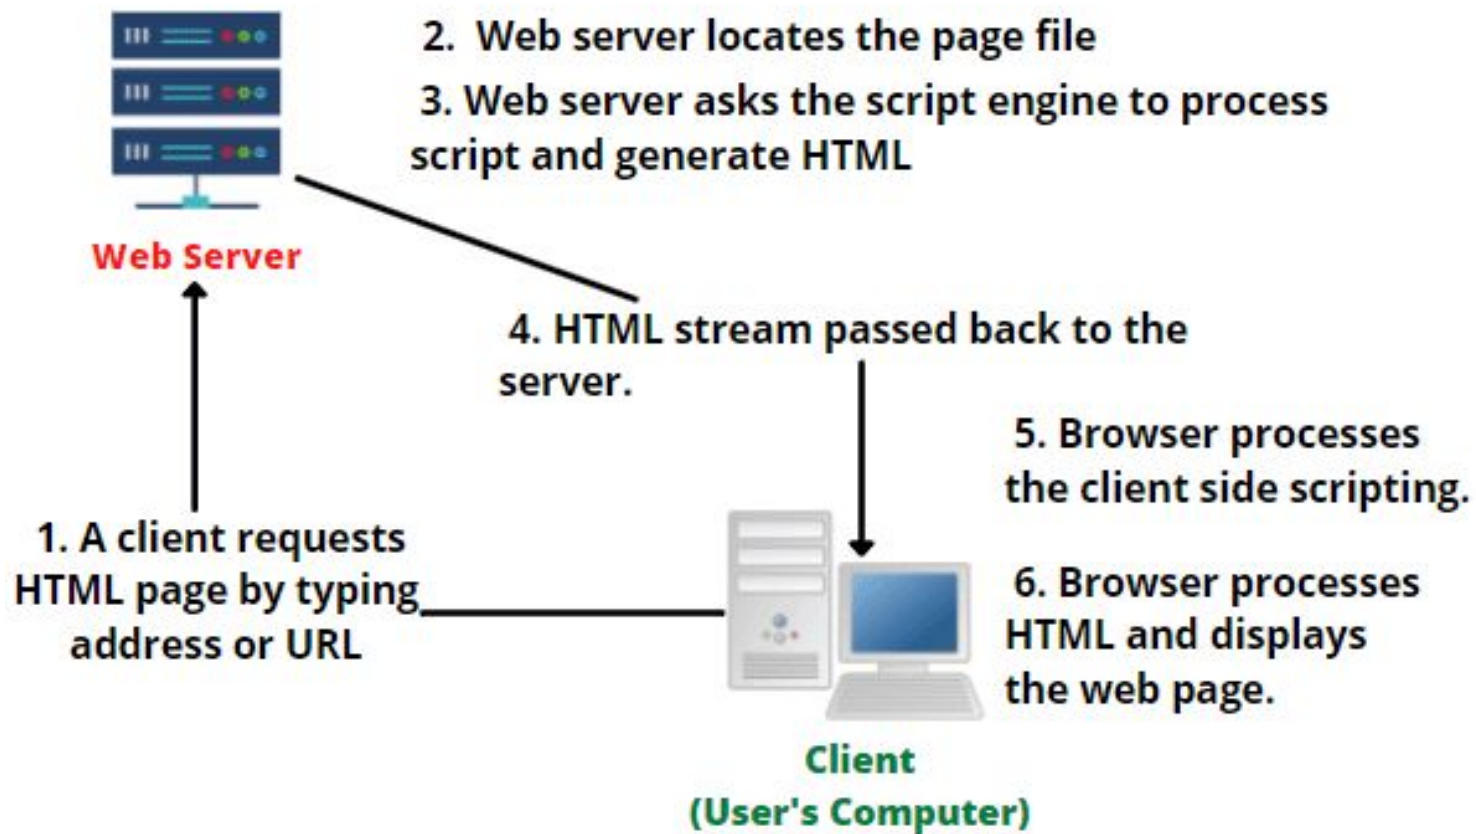 2. Web server locates the page file
3. Web server asks the script engine to process
script and generate HTML
Web Server
4. HTML stream passed back to the
server.
5. Browser processes
the client side scripting.
1. A client requests
HTML page by typing
address or URL
6. Browser processes
HTML and displays
the web page.
Client
(User's Computer)